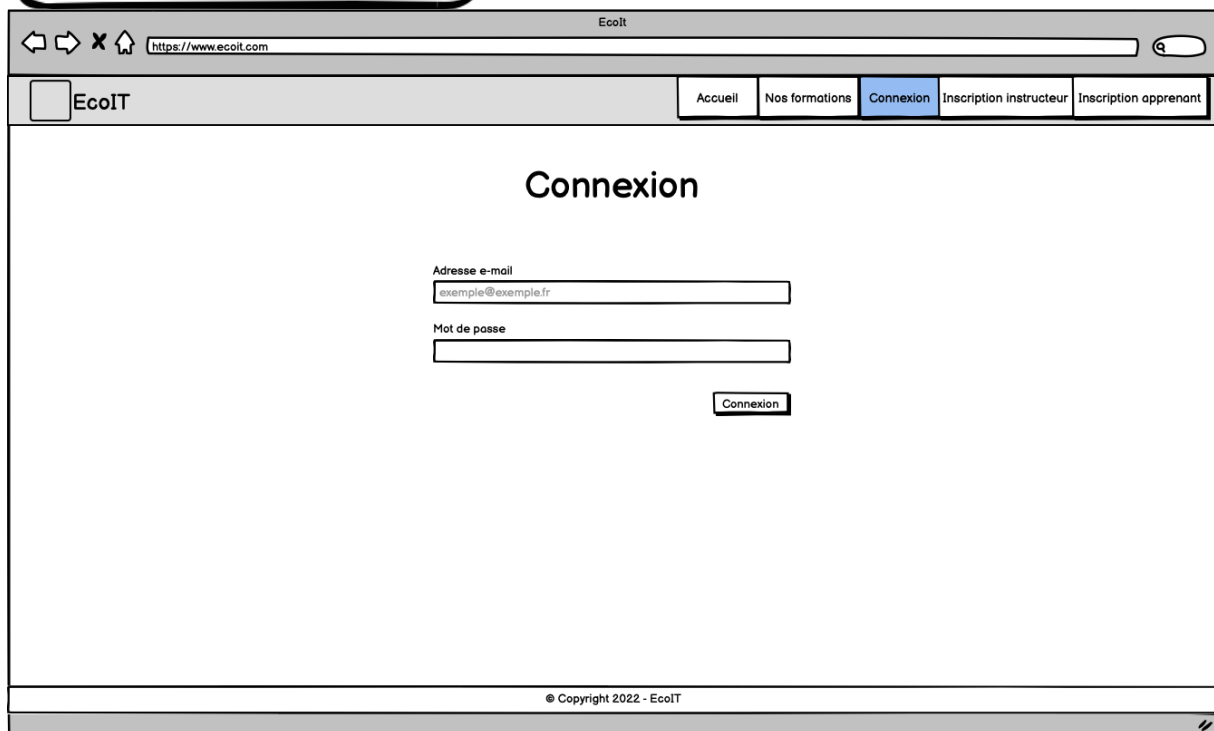 EcoIt
https://www.ecoit.com
EcoIT
Accueil
Nos formations
Connexion
Inscription instructeur
Inscription apprenant
Connexion
Adresse e-mail
exemple@exemple.fr
Mot de passe
Connexion
© Copyright 2022 - EcoIT